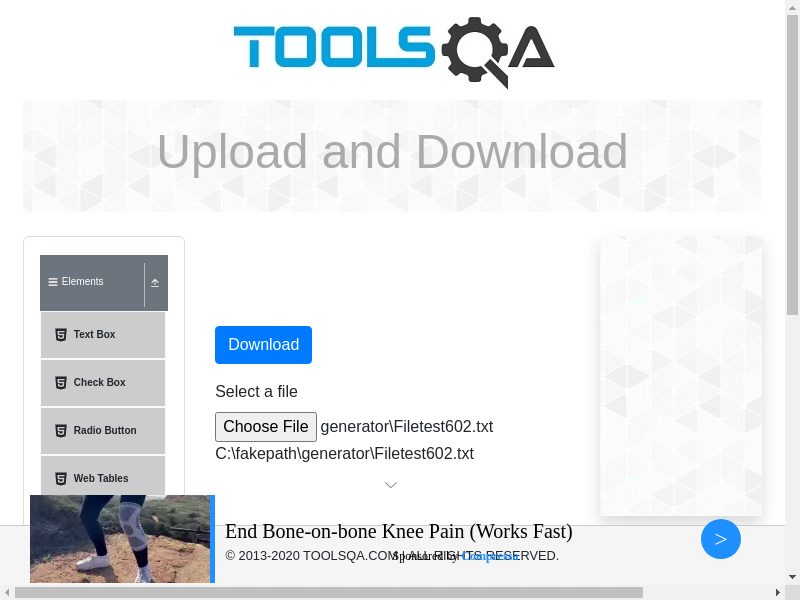 TOOLSQA
Upload and Download
Elements
Text Box
Check Box
Radio Button
Web Tables
Download
Select a file
Choose File generator\Filetest602.txt
C:\fakepath\generator\Filetest602.txt
End Bone-on-bone Knee Pain (Works Fast)
© 2013-2020 TOOLSQA.COM | ALL RIGHTS RESERVED.
Sponsored by
>